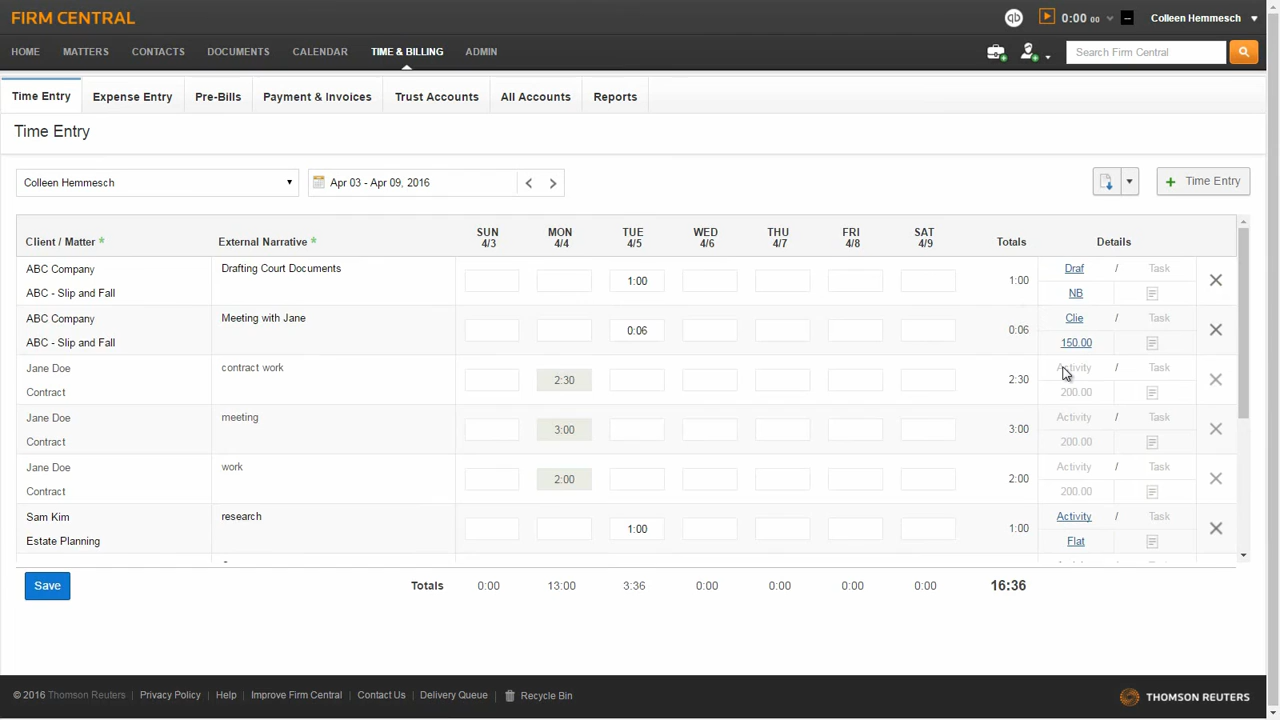 FIRM CENTRAL
qb 0:00 00 Colleen Hemmesch
HOME MATTERS CONTACTS DOCUMENTS CALENDAR TIME & BILLING ADMIN
Search Firm Central
Time Entry Expense Entry Pre-Bills Payment & Invoices Trust Accounts All Accounts Reports
Time Entry
Colleen Hemmesch Apr 03 - Apr 09, 2016 + Time Entry
SUN MON TUE WED THU FRI SAT
Client / Matter * External Narrative * Totals Details
4/3 4/4 4/5 4/6 4/7 4/8 4/9
ABC Company Drafting Court Documents Draf / Task
1:00 1:00
ABC - Slip and Fall NB
ABC Company Meeting with Jane Clie / Task
0:06 0:06
ABC - Slip and Fall 150.00
Jane Doe contract work Activity / Task
2:30 2:30
Contract 200.00
Jane Doe meeting Activity / Task
3:00 3:00
Contract 200.00
Jane Doe work Activity / Task
2:00 2:00
Contract 200.00
Sam Kim research Activity / Task
1:00 1:00
Estate Planning Flat
Save Totals 0:00 13:00 3:36 0:00 0:00 0:00 0:00 16:36
© 2016 Thomson Reuters Privacy Policy Help Improve Firm Central Contact Us Delivery Queue Recycle Bin THOMSON REUTERS